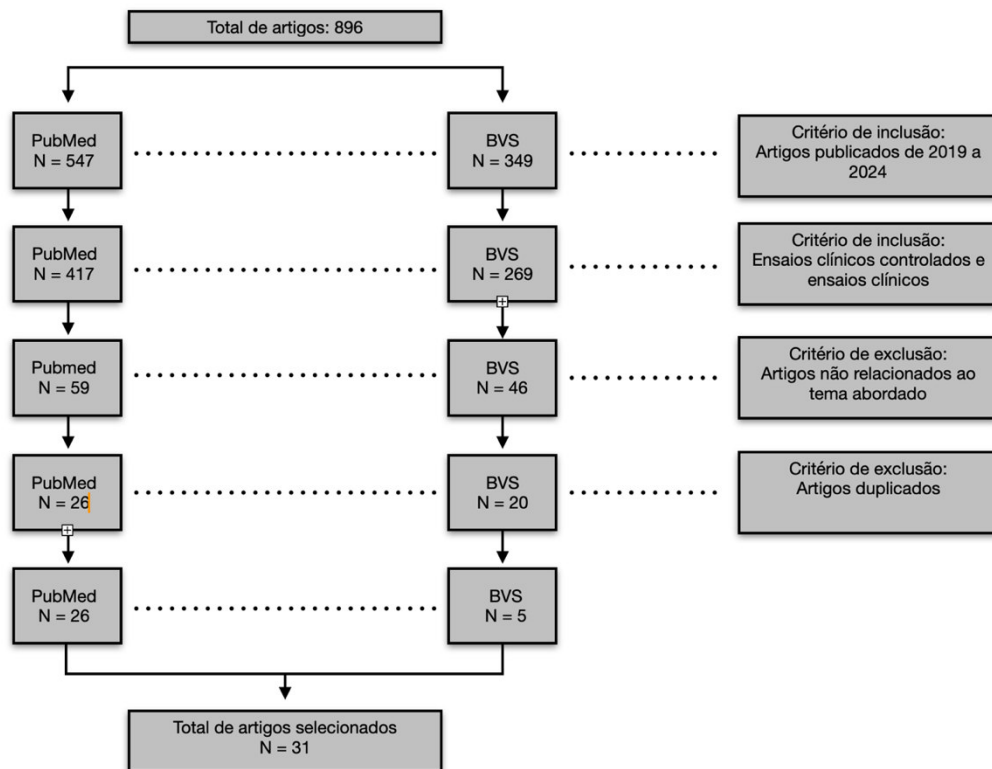 Total de artigos: 896
PubMed
N = 547
BVS
N = 349
Critério de inclusão:
Artigos publicados de 2019 a
2024
PubMed
N = 417
BVS
N = 269
Critério de inclusão:
Ensaios clínicos controlados e
ensaios clínicos
Pubmed
N = 59
BVS
N = 46
Critério de exclusão:
Artigos não relacionados ao
tema abordado
PubMed
N = 26
BVS
N = 20
Critério de exclusão:
Artigos duplicados
PubMed
N = 26
BVS
N = 5
Total de artigos selecionados
N = 31